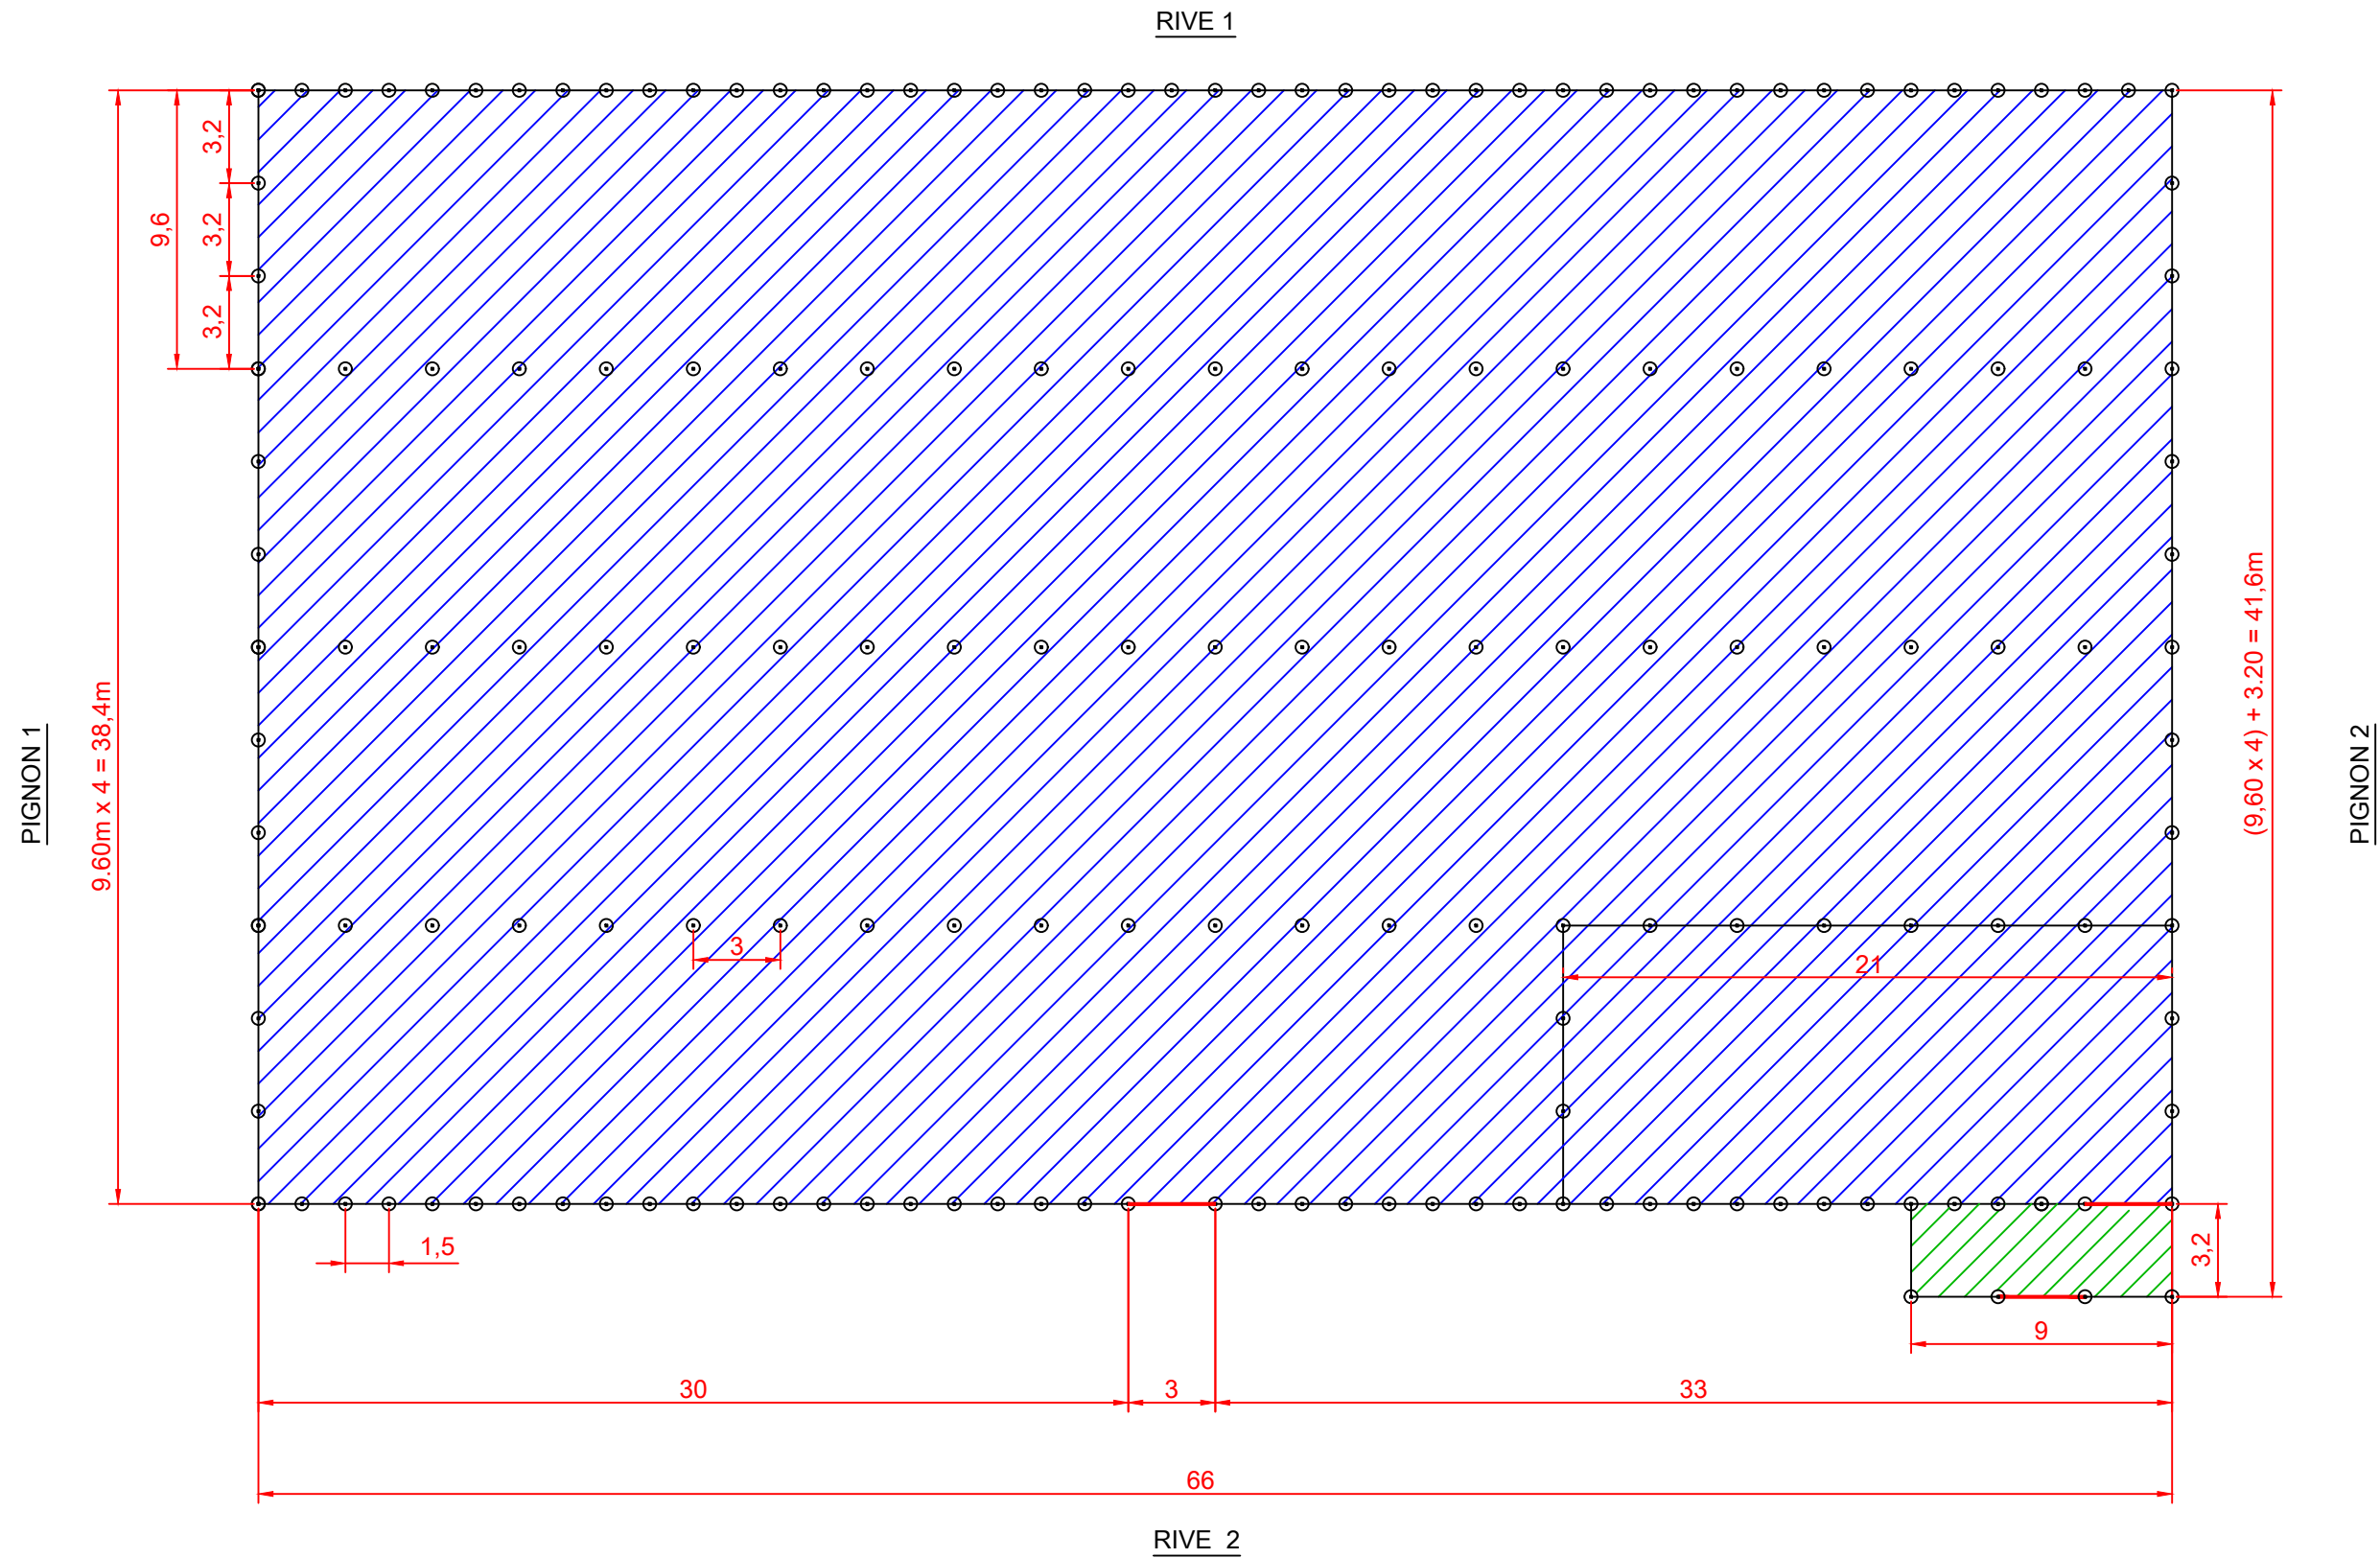 RIVE 1
3,2
9,6
3,2
3,2
9.60m x 4 = 38,4m
PIGNON 1
(9,60 x 4) + 3.20 = 41,6m
PIGNON 2
3
21
1,5
3,2
9
30
3
33
66
RIVE 2